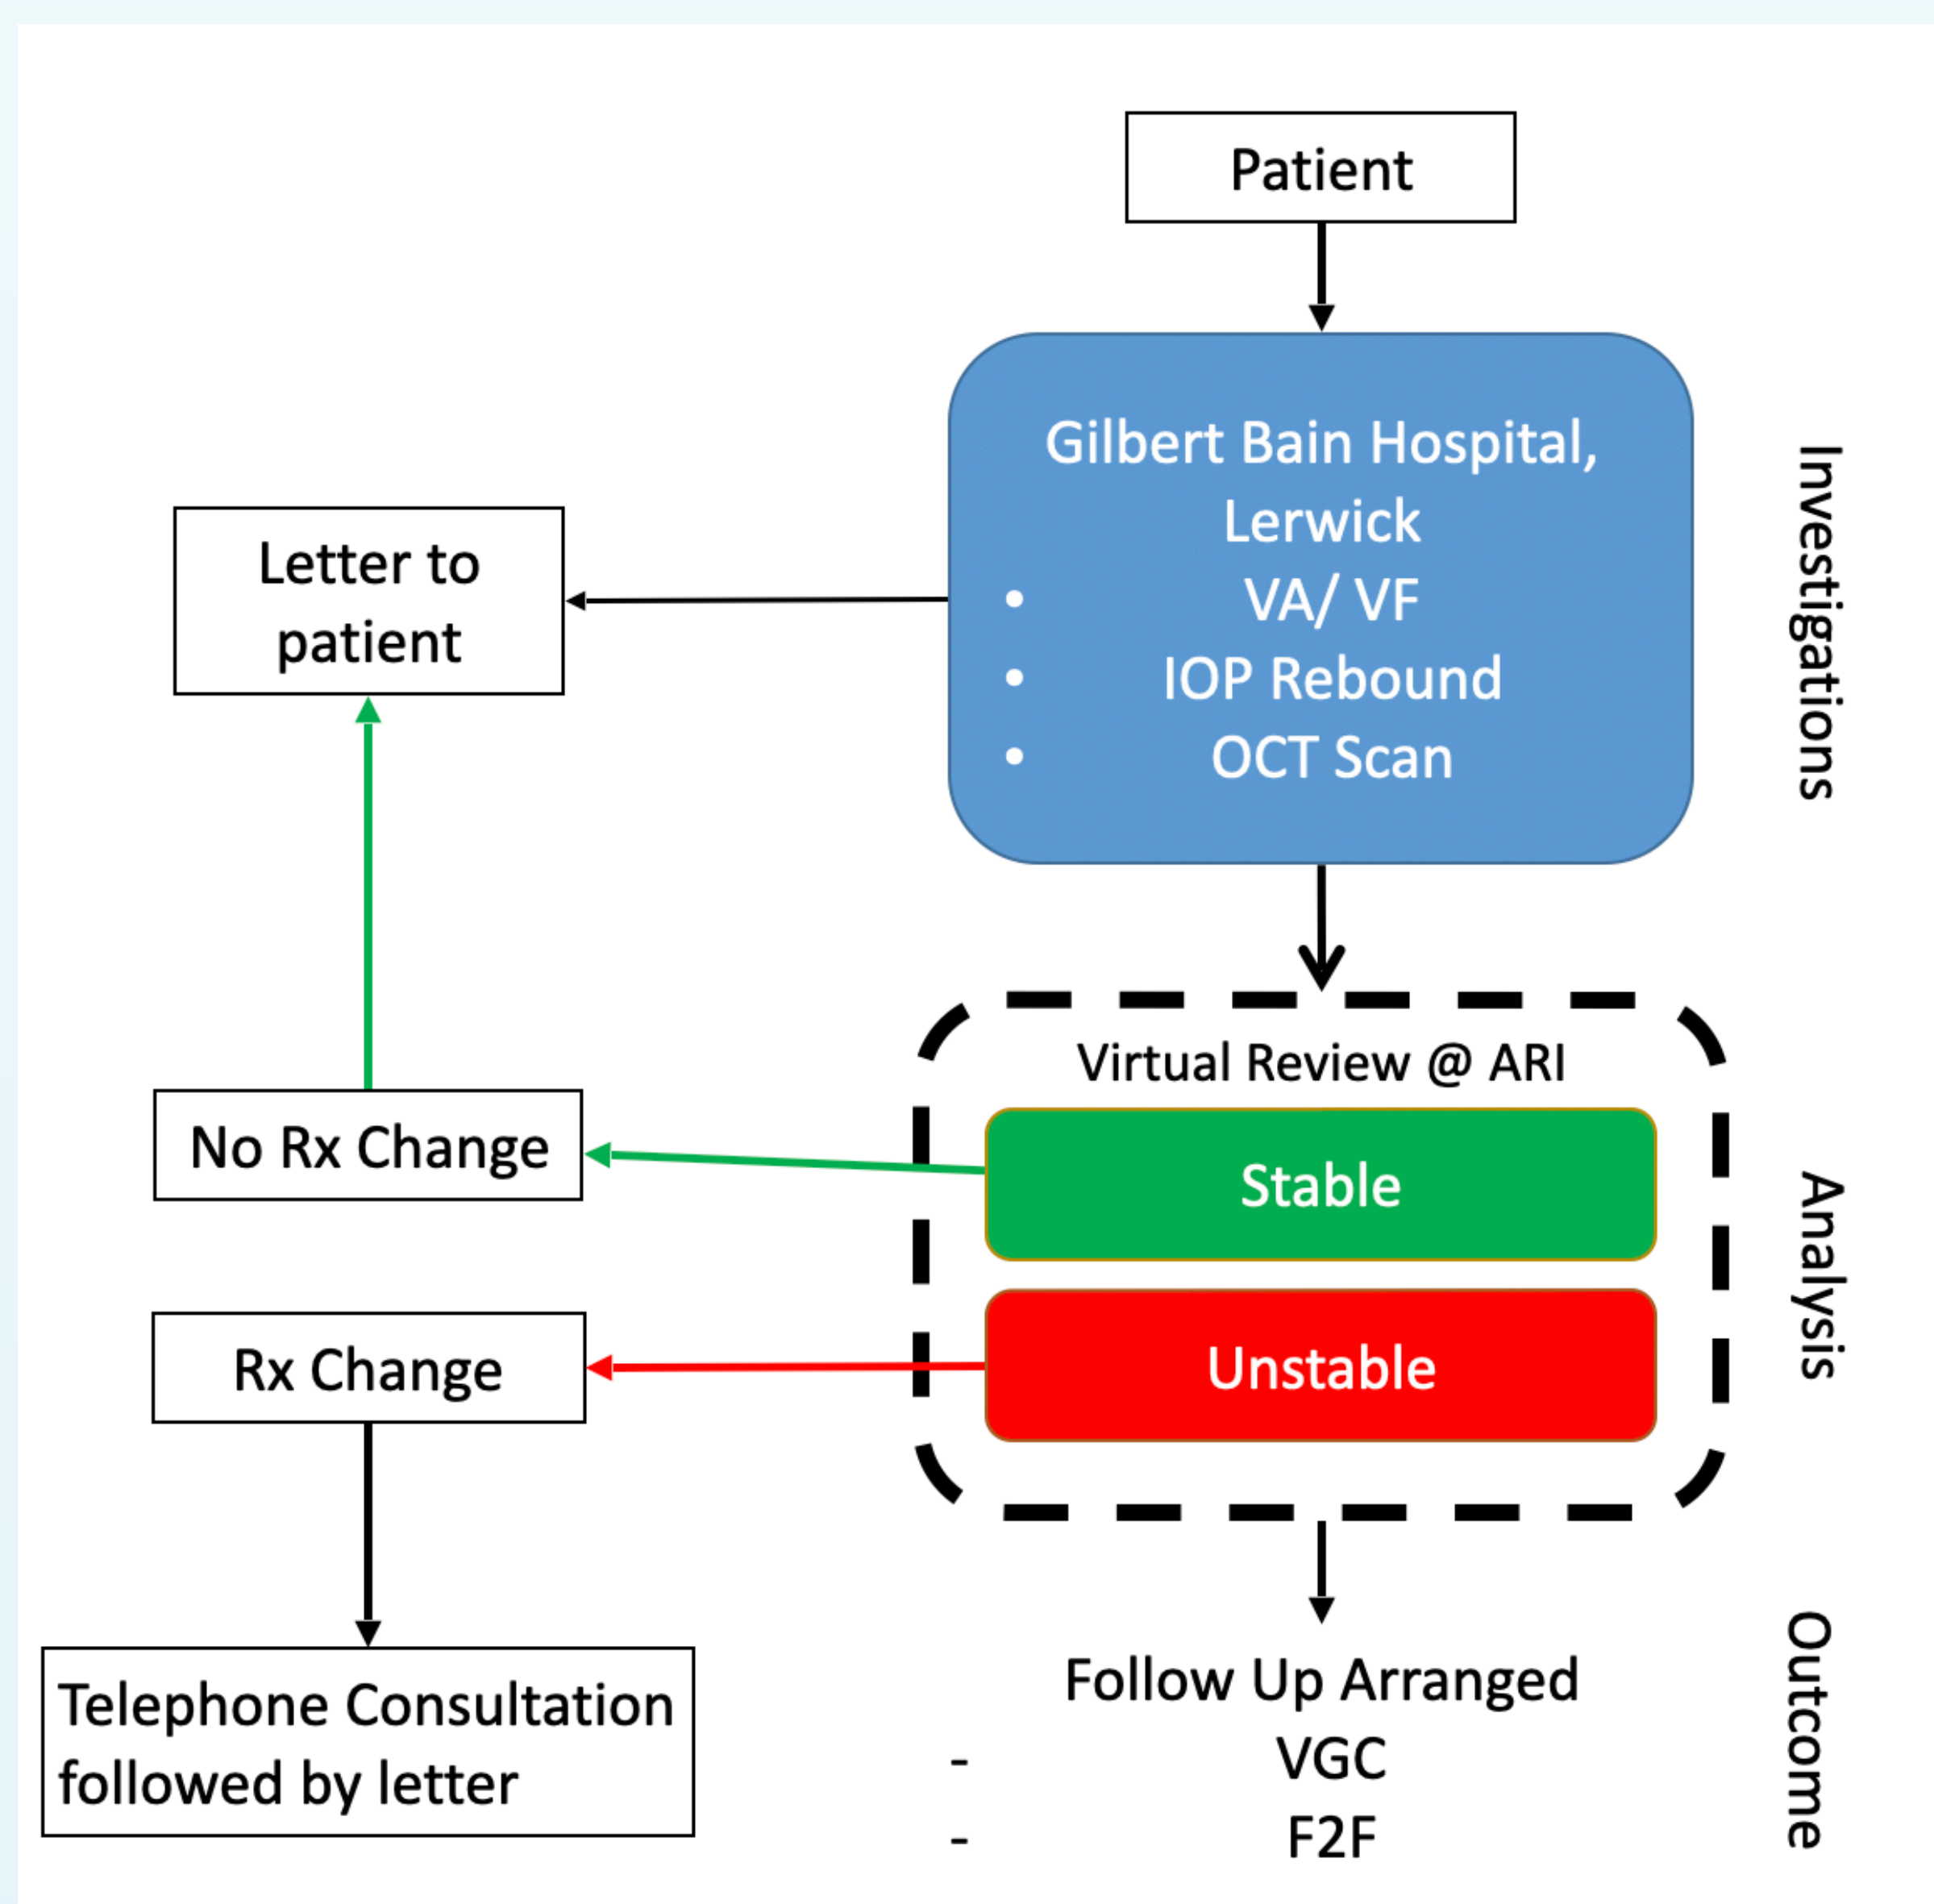 Patient
Gilbert Bain Hospital,
Lerwick
• VA/ VF
• IOP Rebound
• OCT Scan
Investigations
Letter to
patient
Virtual Review @ ARI
Stable
Unstable
Analysis
No Rx Change
Rx Change
Telephone Consultation
followed by letter
Follow Up Arranged
- VGC
- F2F
Outcome